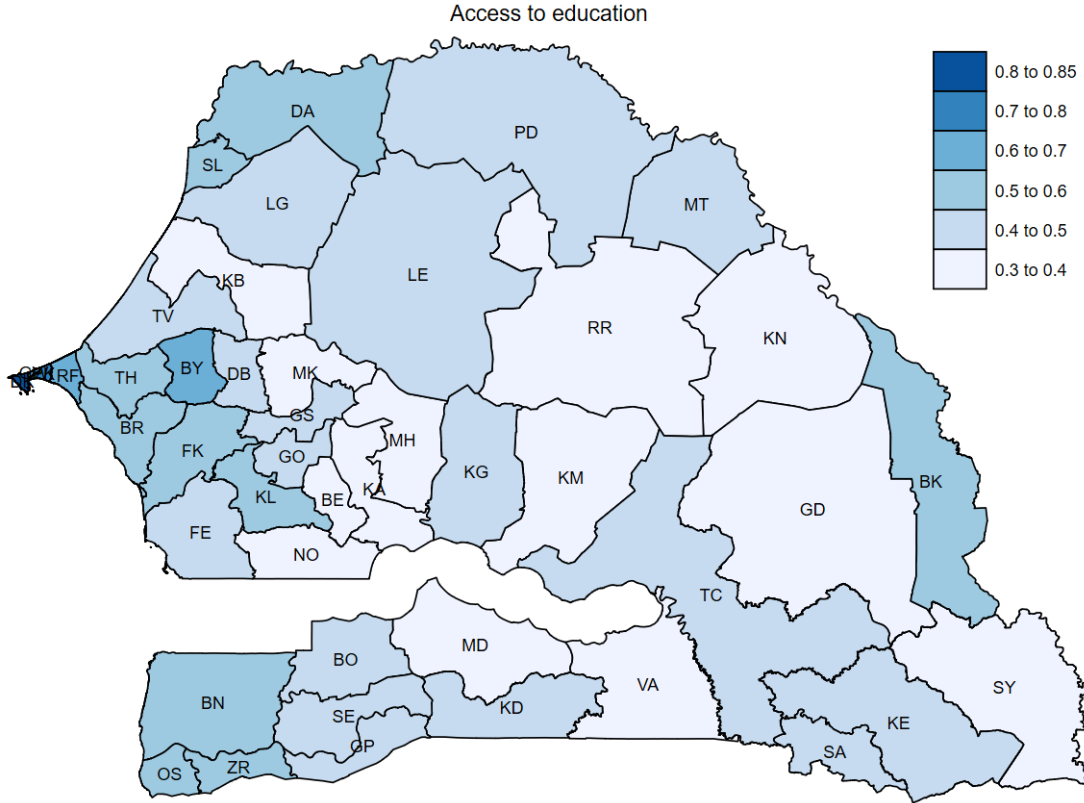 Access to education
0.8 to 0.85
0.7 to 0.8
0.6 to 0.7
0.5 to 0.6
0.4 to 0.5
0.3 to 0.4
DA
PD
SL
LG
MT
LE
KB
TV
RR
KN
RF
TH
BY
DB
MK
GS
BR
MH
FK
GO
KG
KM
BK
KL
BE
KA
GD
FE
NO
TC
MD
BO
VA
SY
BN
SE
KD
KE
GP
SA
OS
ZR